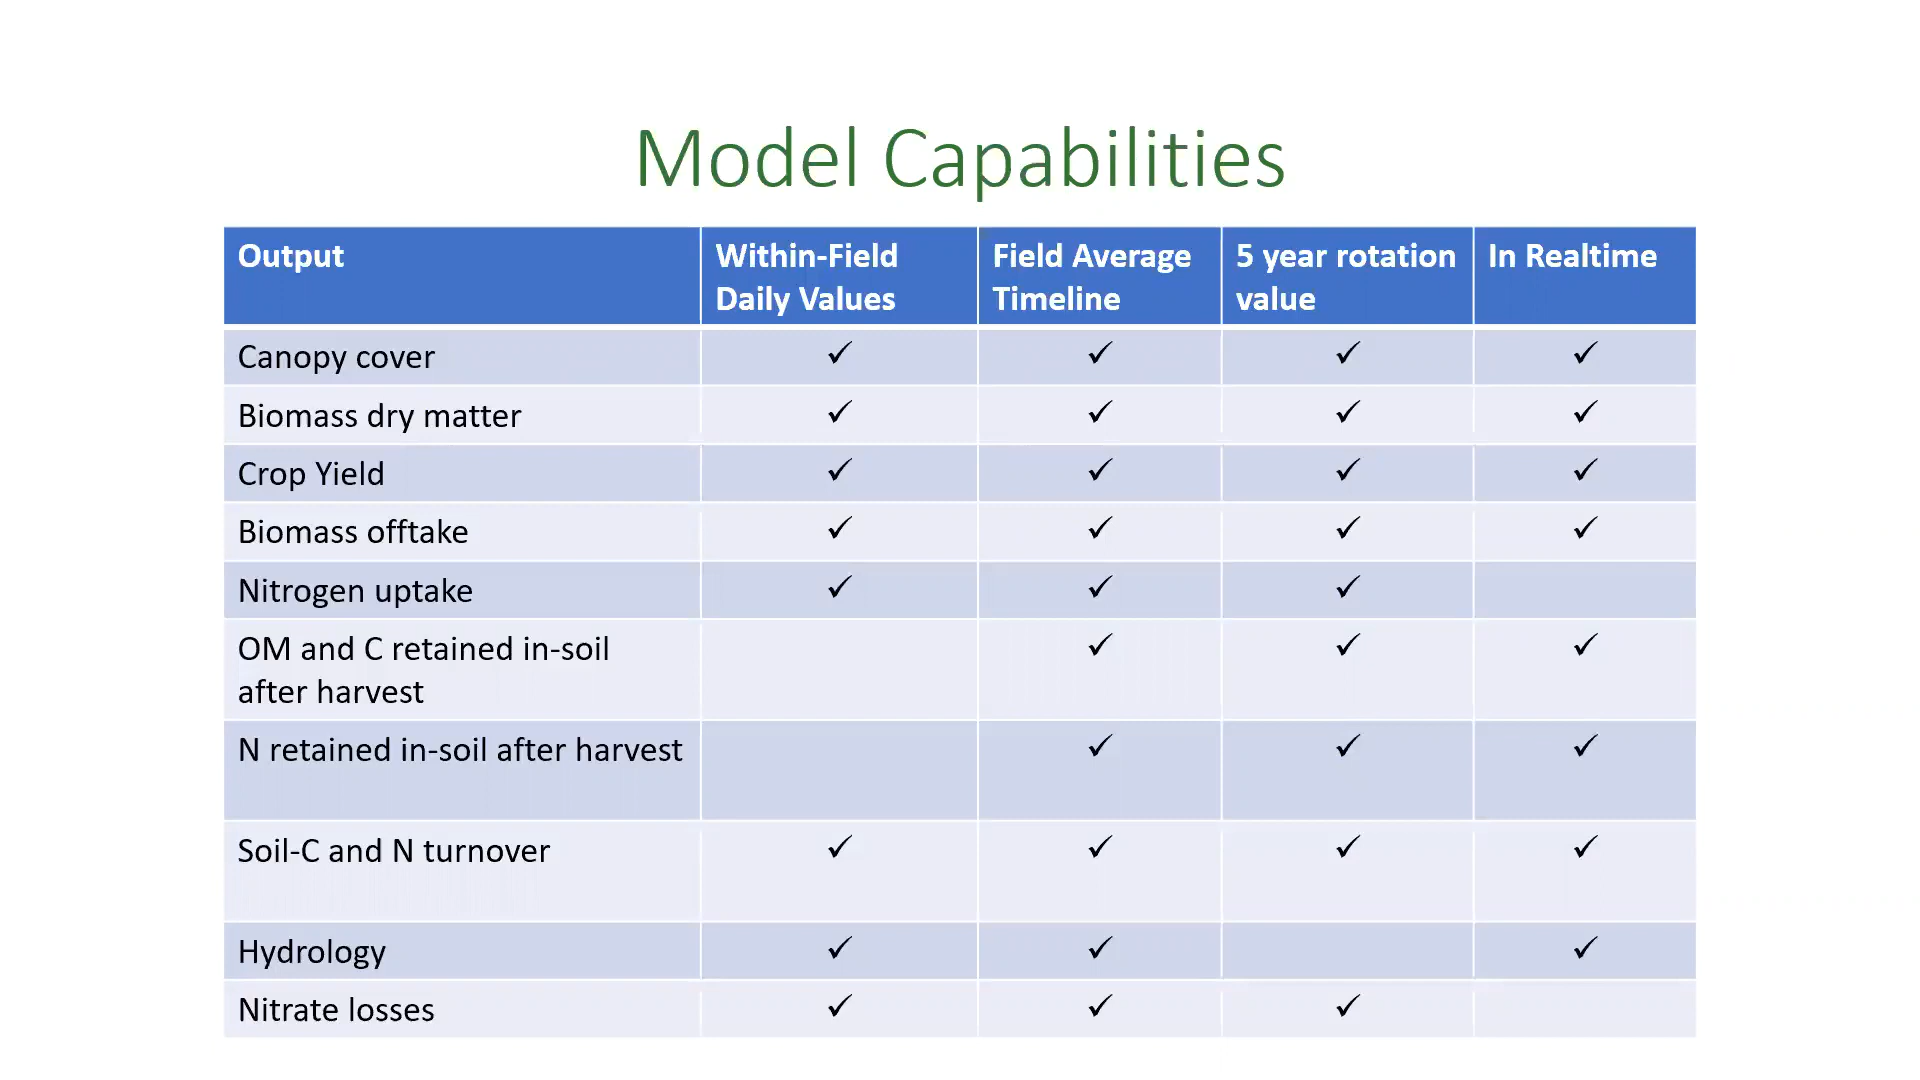 Model Capabilities
Output Within-Field Daily Values Field Average Timeline 5 year rotation value In Realtime
Canopy cover ✓ ✓ ✓ ✓
Biomass dry matter ✓ ✓ ✓ ✓
Crop Yield ✓ ✓ ✓ ✓
Biomass offtake ✓ ✓ ✓ ✓
Nitrogen uptake ✓ ✓ ✓
OM and C retained in-soil after harvest ✓ ✓ ✓
N retained in-soil after harvest ✓ ✓ ✓
Soil-C and N turnover ✓ ✓ ✓ ✓
Hydrology ✓ ✓ ✓
Nitrate losses ✓ ✓ ✓